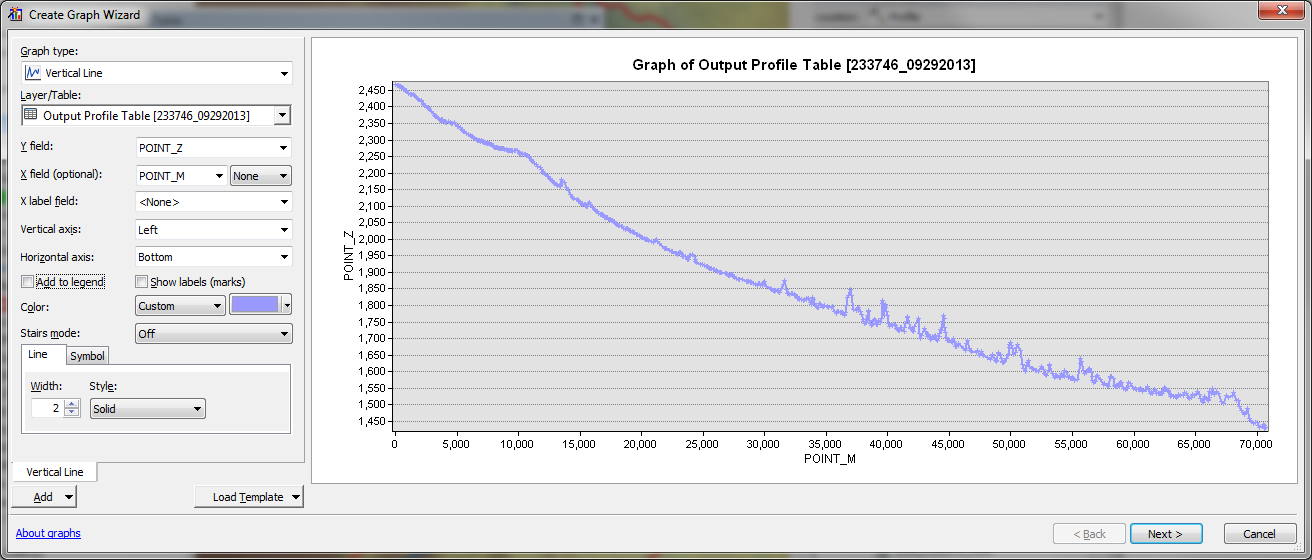 Create Graph Wizard
Graph type:
Vertical Line
Layer/Table:
Output Profile Table [233746_09292013]
Y field:
POINT_Z
X field (optional):
POINT_M
None
X label field:
<None>
Vertical axis:
Left
Horizontal axis:
Bottom
Add to legend
Show labels (marks)
Color:
Custom
Stairs mode:
Off
Line
Symbol
Width:
Style:
2
Solid
Vertical Line
Add
Load Template
About graphs
Graph of Output Profile Table [233746_09292013]
POINT_Z
2,450
2,400
2,350
2,300
2,250
2,200
2,150
2,100
2,050
2,000
1,950
1,900
1,850
1,800
1,750
1,700
1,650
1,600
1,550
1,500
1,450
0 5,000 10,000 15,000 20,000 25,000 30,000 35,000 40,000 45,000 50,000 55,000 60,000 65,000 70,000
POINT_M
< Back
Next >
Cancel